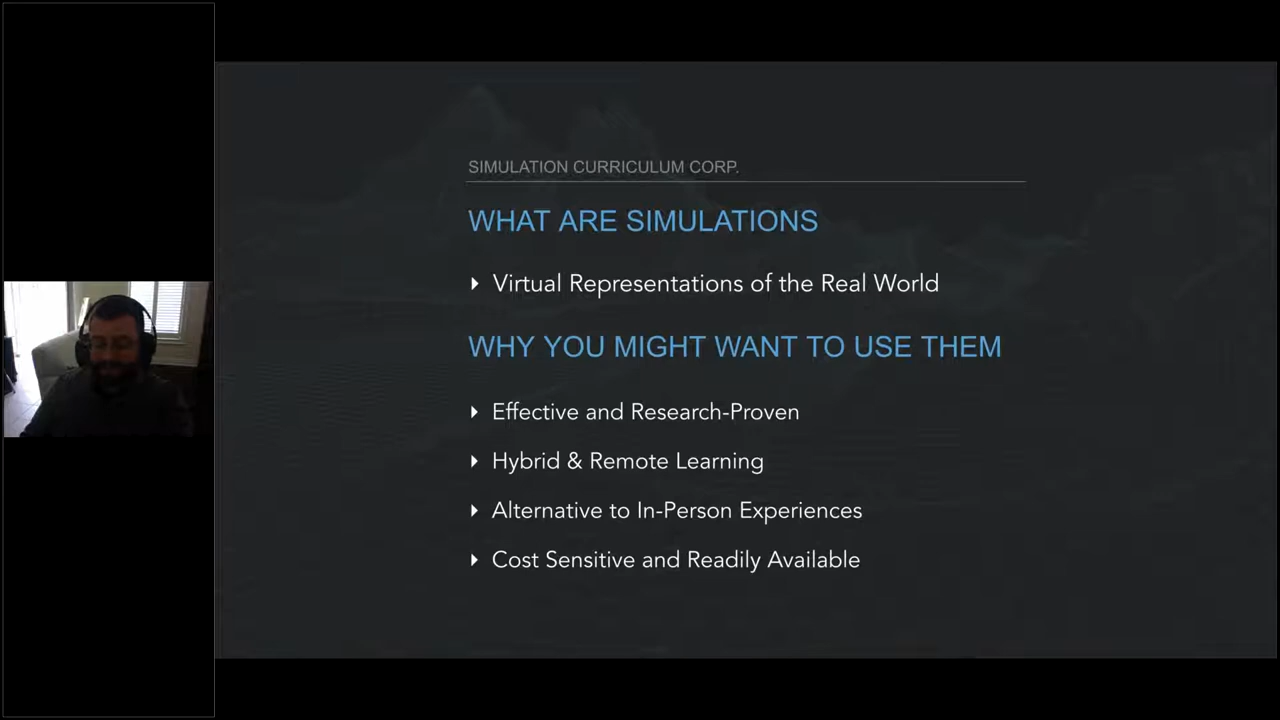 SIMULATION CURRICULUM CORP.
WHAT ARE SIMULATIONS
Virtual Representations of the Real World
WHY YOU MIGHT WANT TO USE THEM
Effective and Research-Proven
Hybrid & Remote Learning
Alternative to In-Person Experiences
Cost Sensitive and Readily Available